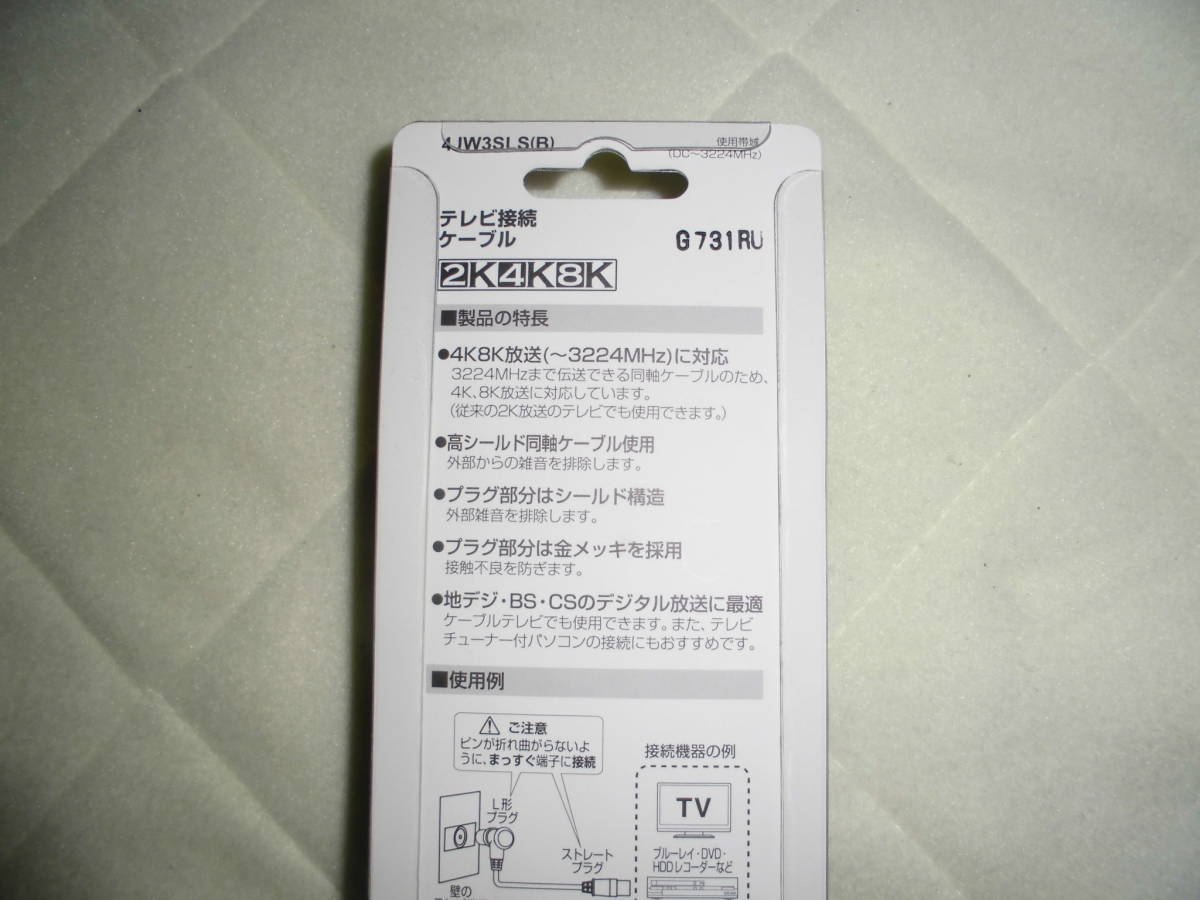 4JW3SLS(B)
使用帯域
(DC~3224MHz)
テレビ接続
ケーブル
G731RU
2K4K8K
■製品の特長
●4K8K放送(~3224MHz)に対応
3224MHzまで伝送できる同軸ケーブルのため、
4K、8K放送に対応しています。
(従来の2K放送のテレビでも使用できます。)
●高シールド同軸ケーブル使用
外部からの雑音を排除します。
●プラグ部分はシールド構造
外部雑音を排除します。
●プラグ部分は金メッキを採用
接触不良を防ぎます。
●地デジ・BS・CSのデジタル放送に最適
ケーブルテレビでも使用できます。また、テレビ
チューナー付パソコンの接続にもおすすめです。
■使用例
ご注意
ピンが折れ曲がらないよ
うに、まっすぐ端子に接続
接続機器の例
L形
プラグ
TV
ストレート
プラグ
ブルーレイ・DVD・
HDDレコーダーなど
壁の